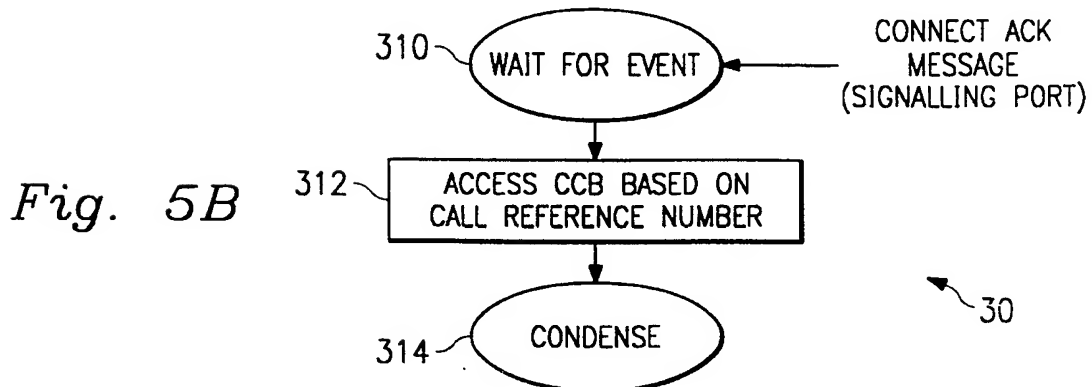 310
WAIT FOR EVENT
CONNECT ACK
MESSAGE
(SIGNALLING PORT)
Fig. 5B
312
ACCESS CCB BASED ON
CALL REFERENCE NUMBER
314
CONDENSE
30